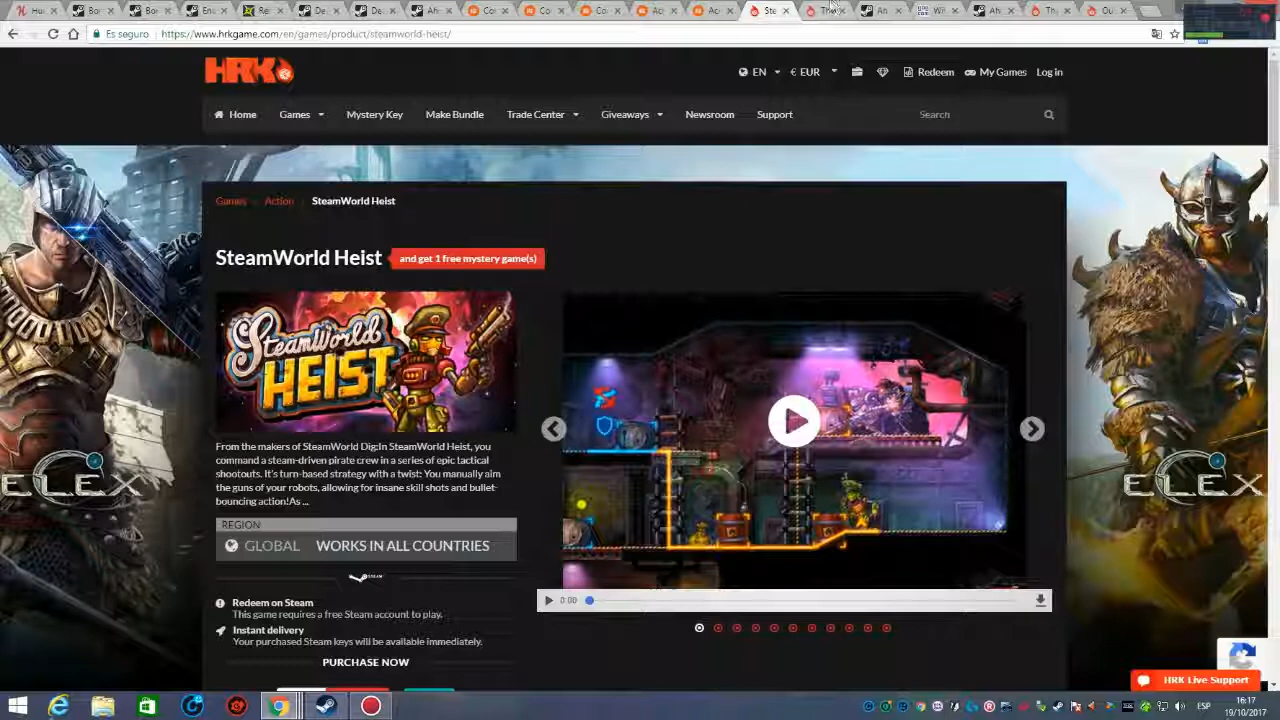 Es seguro https://www.hrkgame.com/en/games/product/steamworld-heist/
HRK
EN € EUR Redeem My Games Log in
Home Games Mystery Key Make Bundle Trade Center Giveaways Newsroom Support Search
Games Action SteamWorld Heist
SteamWorld Heist and get 1 free mystery game(s)
SteamWorld
HEIST
From the makers of SteamWorld Dig:In SteamWorld Heist, you
command a steam-driven pirate crew in a series of epic tactical
shootouts. It's turn-based strategy with a twist: You manually aim
the guns of your robots, allowing for insane skill shots and bullet-
bouncing action!As ...
ELEX
ELEX
REGION
GLOBAL WORKS IN ALL COUNTRIES
STEAM
0:00
Redeem on Steam
This game requires a free Steam account to play.
Instant delivery
Your purchased Steam keys will be available immediately.
PURCHASE NOW
HRK Live Support
ESP
16:17
19/10/2017